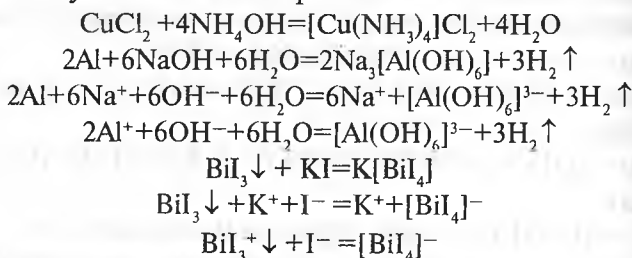 CuCl₂ +4NH₄OH=[Cu(NH₃)₄]Cl₂+4H₂O
2Al+6NaOH+6H₂O=2Na₃[Al(OH)₆]+3H₂↑
2Al+6Na⁺+6OH⁻+6H₂O=6Na⁺+[Al(OH)₆]³⁻+3H₂↑
2Al⁺+6OH⁻+6H₂O=[Al(OH)₆]³⁻+3H₂↑
BiI₃↓ + KI=K[BiI₄]
BiI₃↓+K⁺+I⁻ =K⁺+[BiI₄]⁻
BiI₃⁺↓ +I⁻ =[BiI₄]⁻